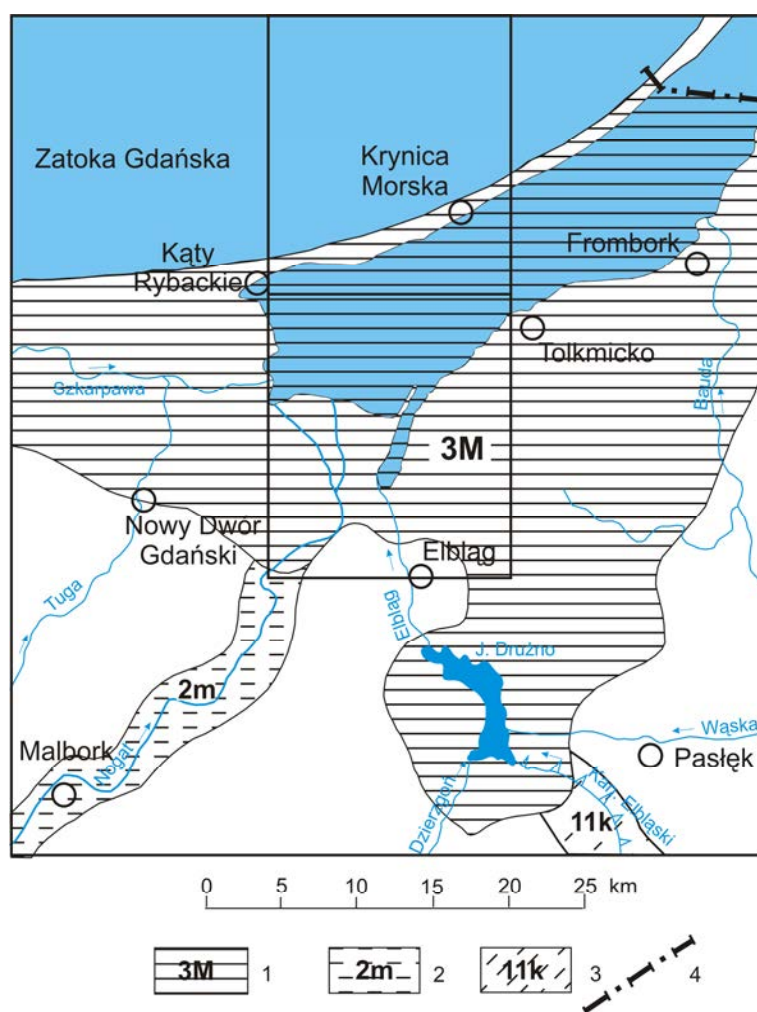 Zatoka Gdańska
Krynica
Morska
Kąty
Rybackie
Frombork
Tolkmicko
Szkarpawa
Bauda
3M
Nowy Dwór
Gdański
Elbląg
Tuga
Elbląg
J. Drużno
2m
Malbork
Nogat
Wąska
Pasłęk
Dzierzgoń
Kan. Elbląski
11k
0 5 10 15 20 25 km
3M 1 2m 2 11k 3 4